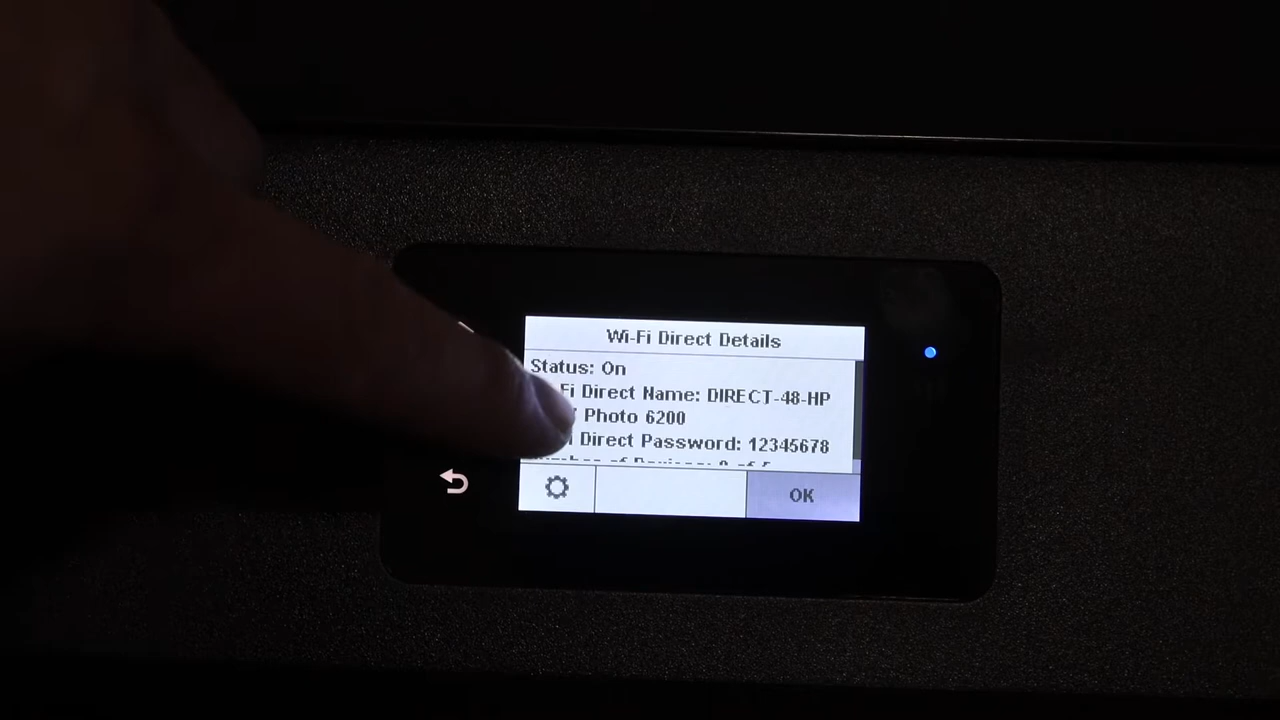 Wi-Fi Direct Details
Status: On
Fi Direct Name: DIRECT-48-HP
Photo 6200
Direct Password: 12345678
OK